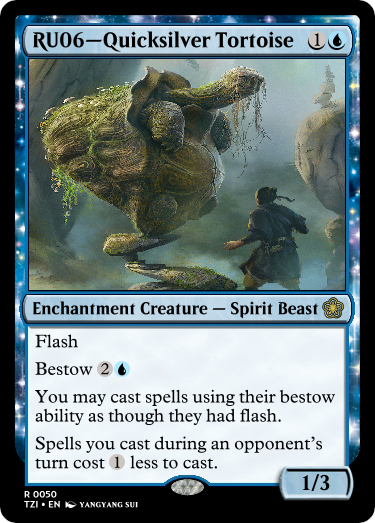 RU06—Quicksilver Tortoise 1
Enchantment Creature — Spirit Beast
Flash
Bestow 2
You may cast spells using their bestow
ability as though they had flash.
Spells you cast during an opponent's
turn cost 1 less to cast.
1/3
R 0050
TZI • EN YANGYANG SUI